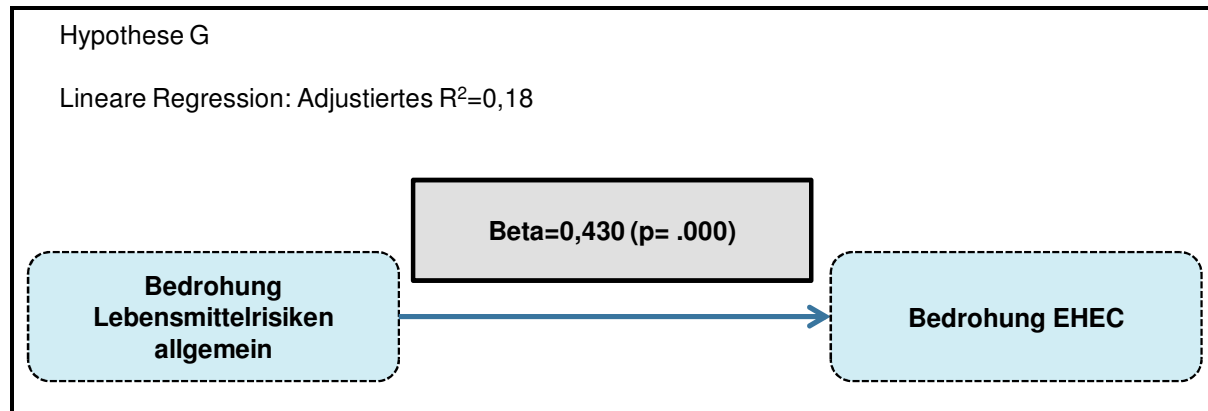 Hypothese G
Lineare Regression: Adjustiertes R²=0,18
Beta=0,430 (p= .000)
Bedrohung
Lebensmittelrisiken
allgemein
Bedrohung EHEC